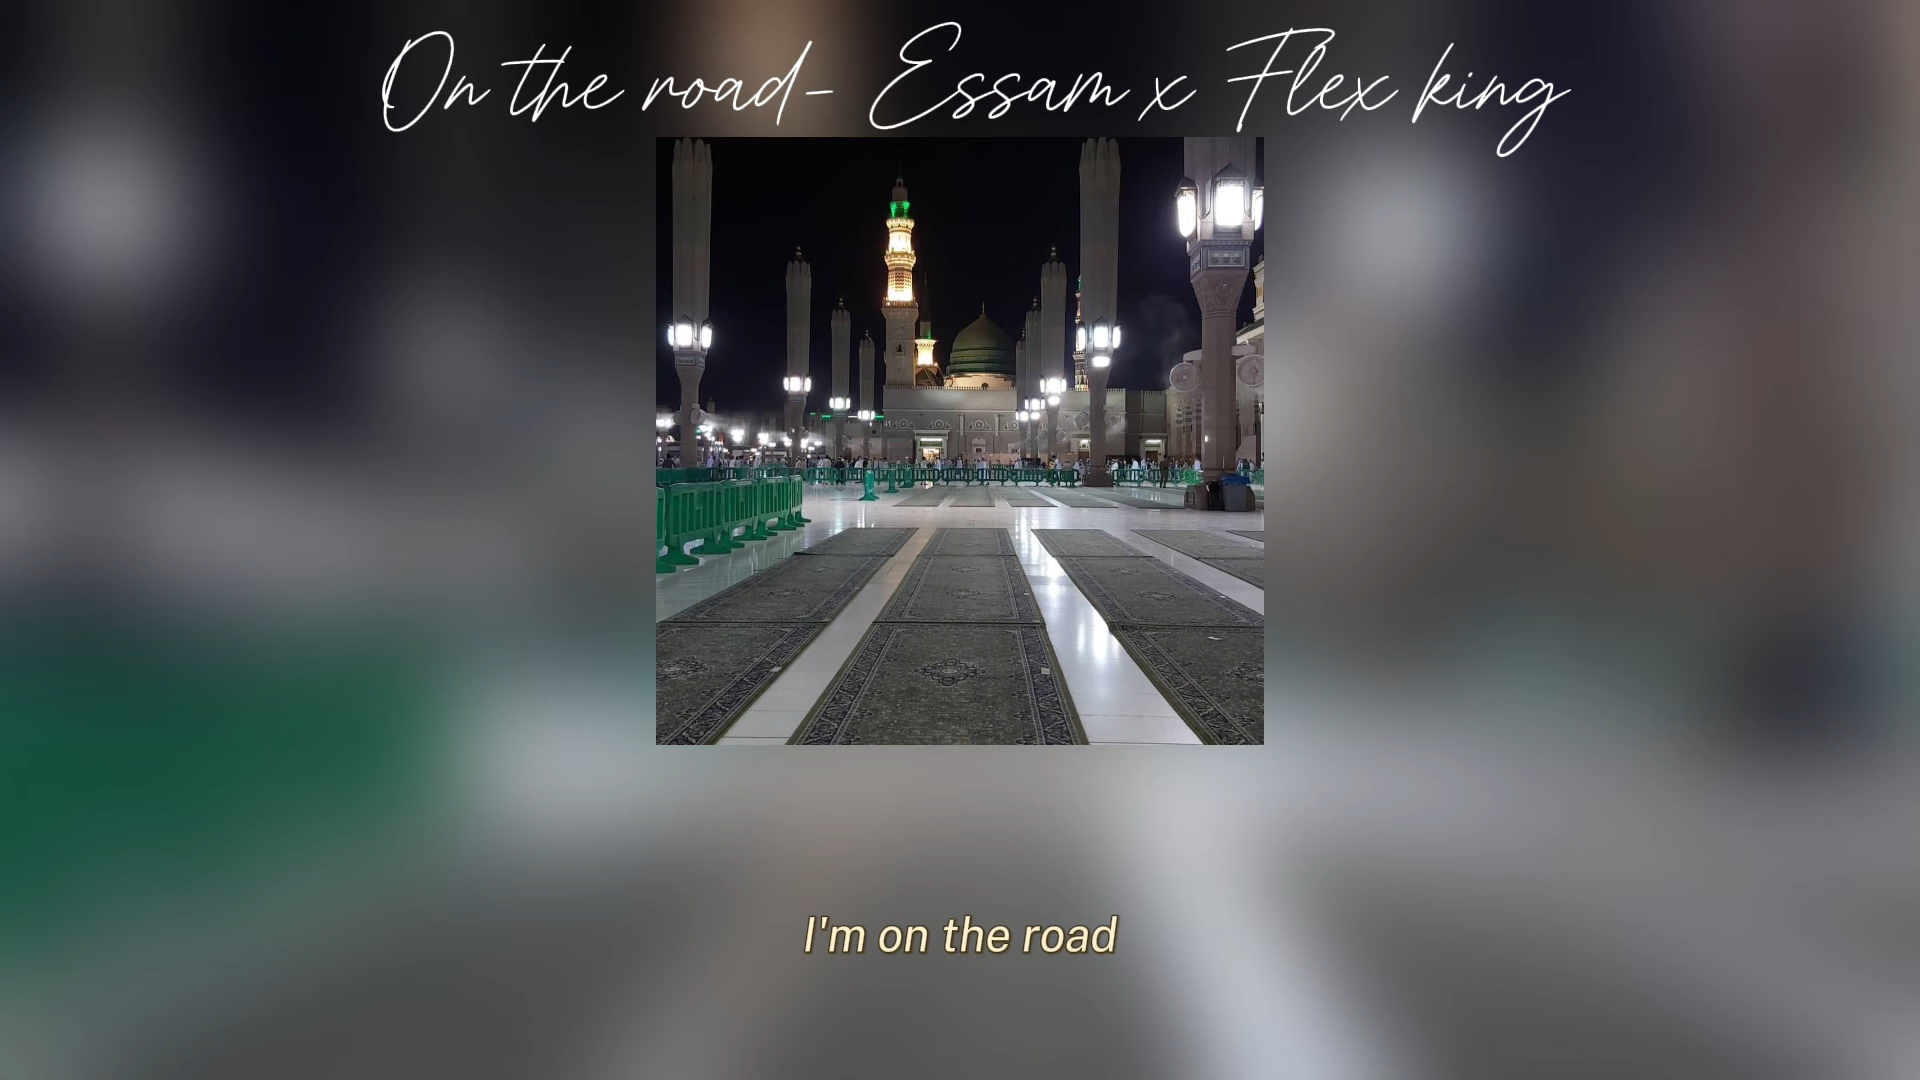 On the road- Essam x Flex king
I'm on the road